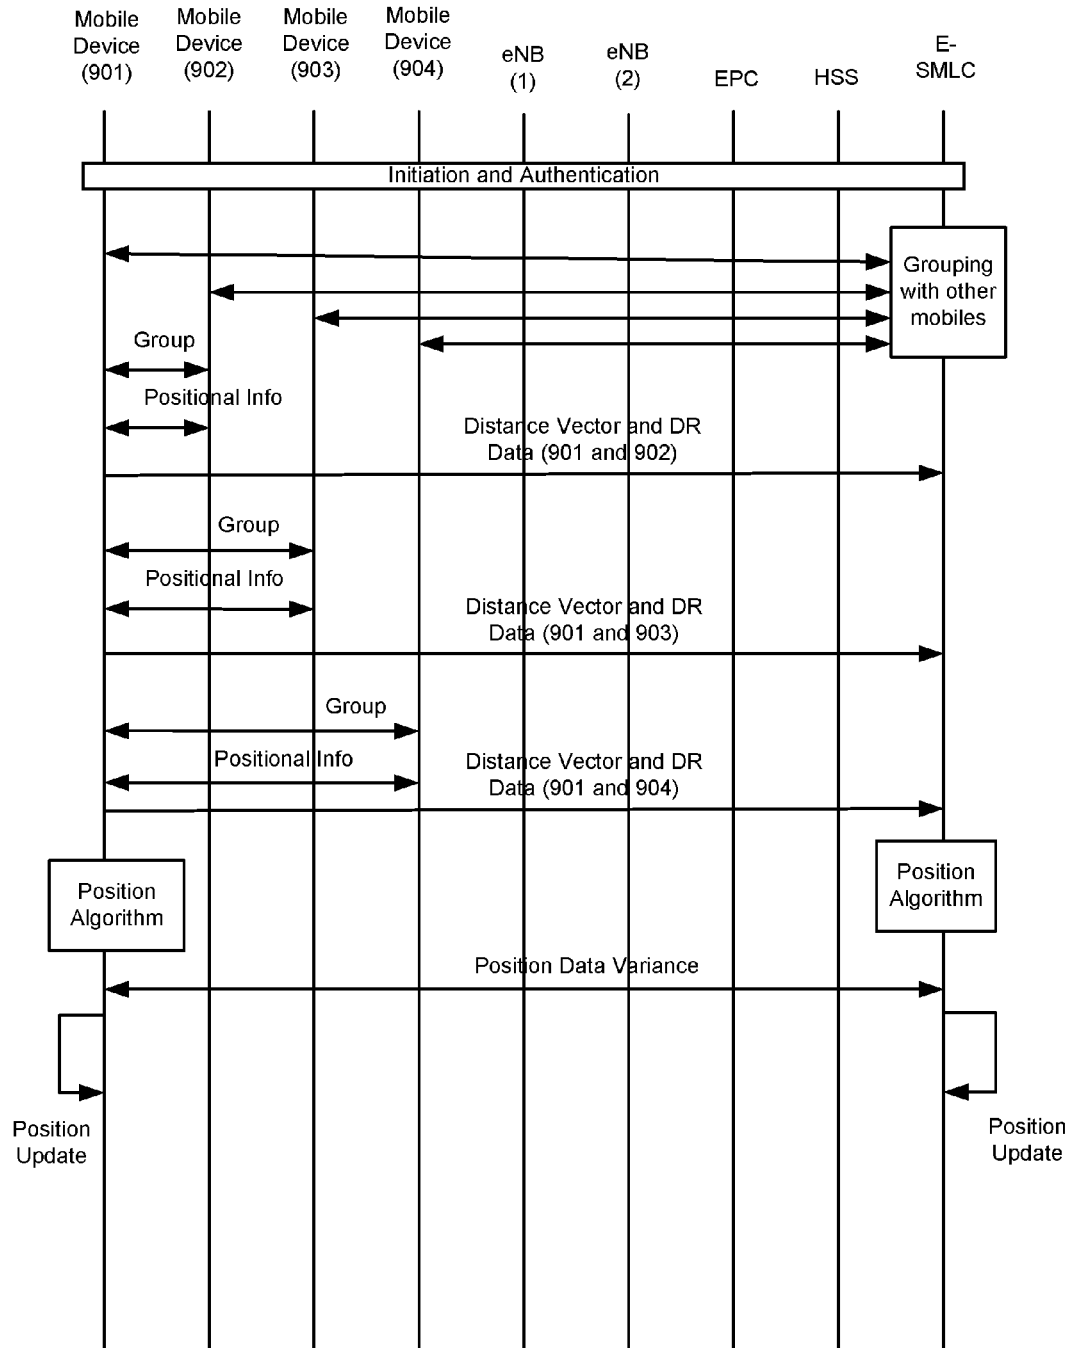 Mobile
Device
(901)
Mobile
Device
(902)
Mobile
Device
(903)
Mobile
Device
(904)
eNB
(1)
eNB
(2)
EPC
HSS
E-
SMLC
Initiation and Authentication
Grouping
with other
mobiles
Group
Positional Info
Distance Vector and DR
Data (901 and 902)
Group
Positional Info
Distance Vector and DR
Data (901 and 903)
Group
Positional Info
Distance Vector and DR
Data (901 and 904)
Position
Algorithm
Position
Algorithm
Position Data Variance
Position
Update
Position
Update